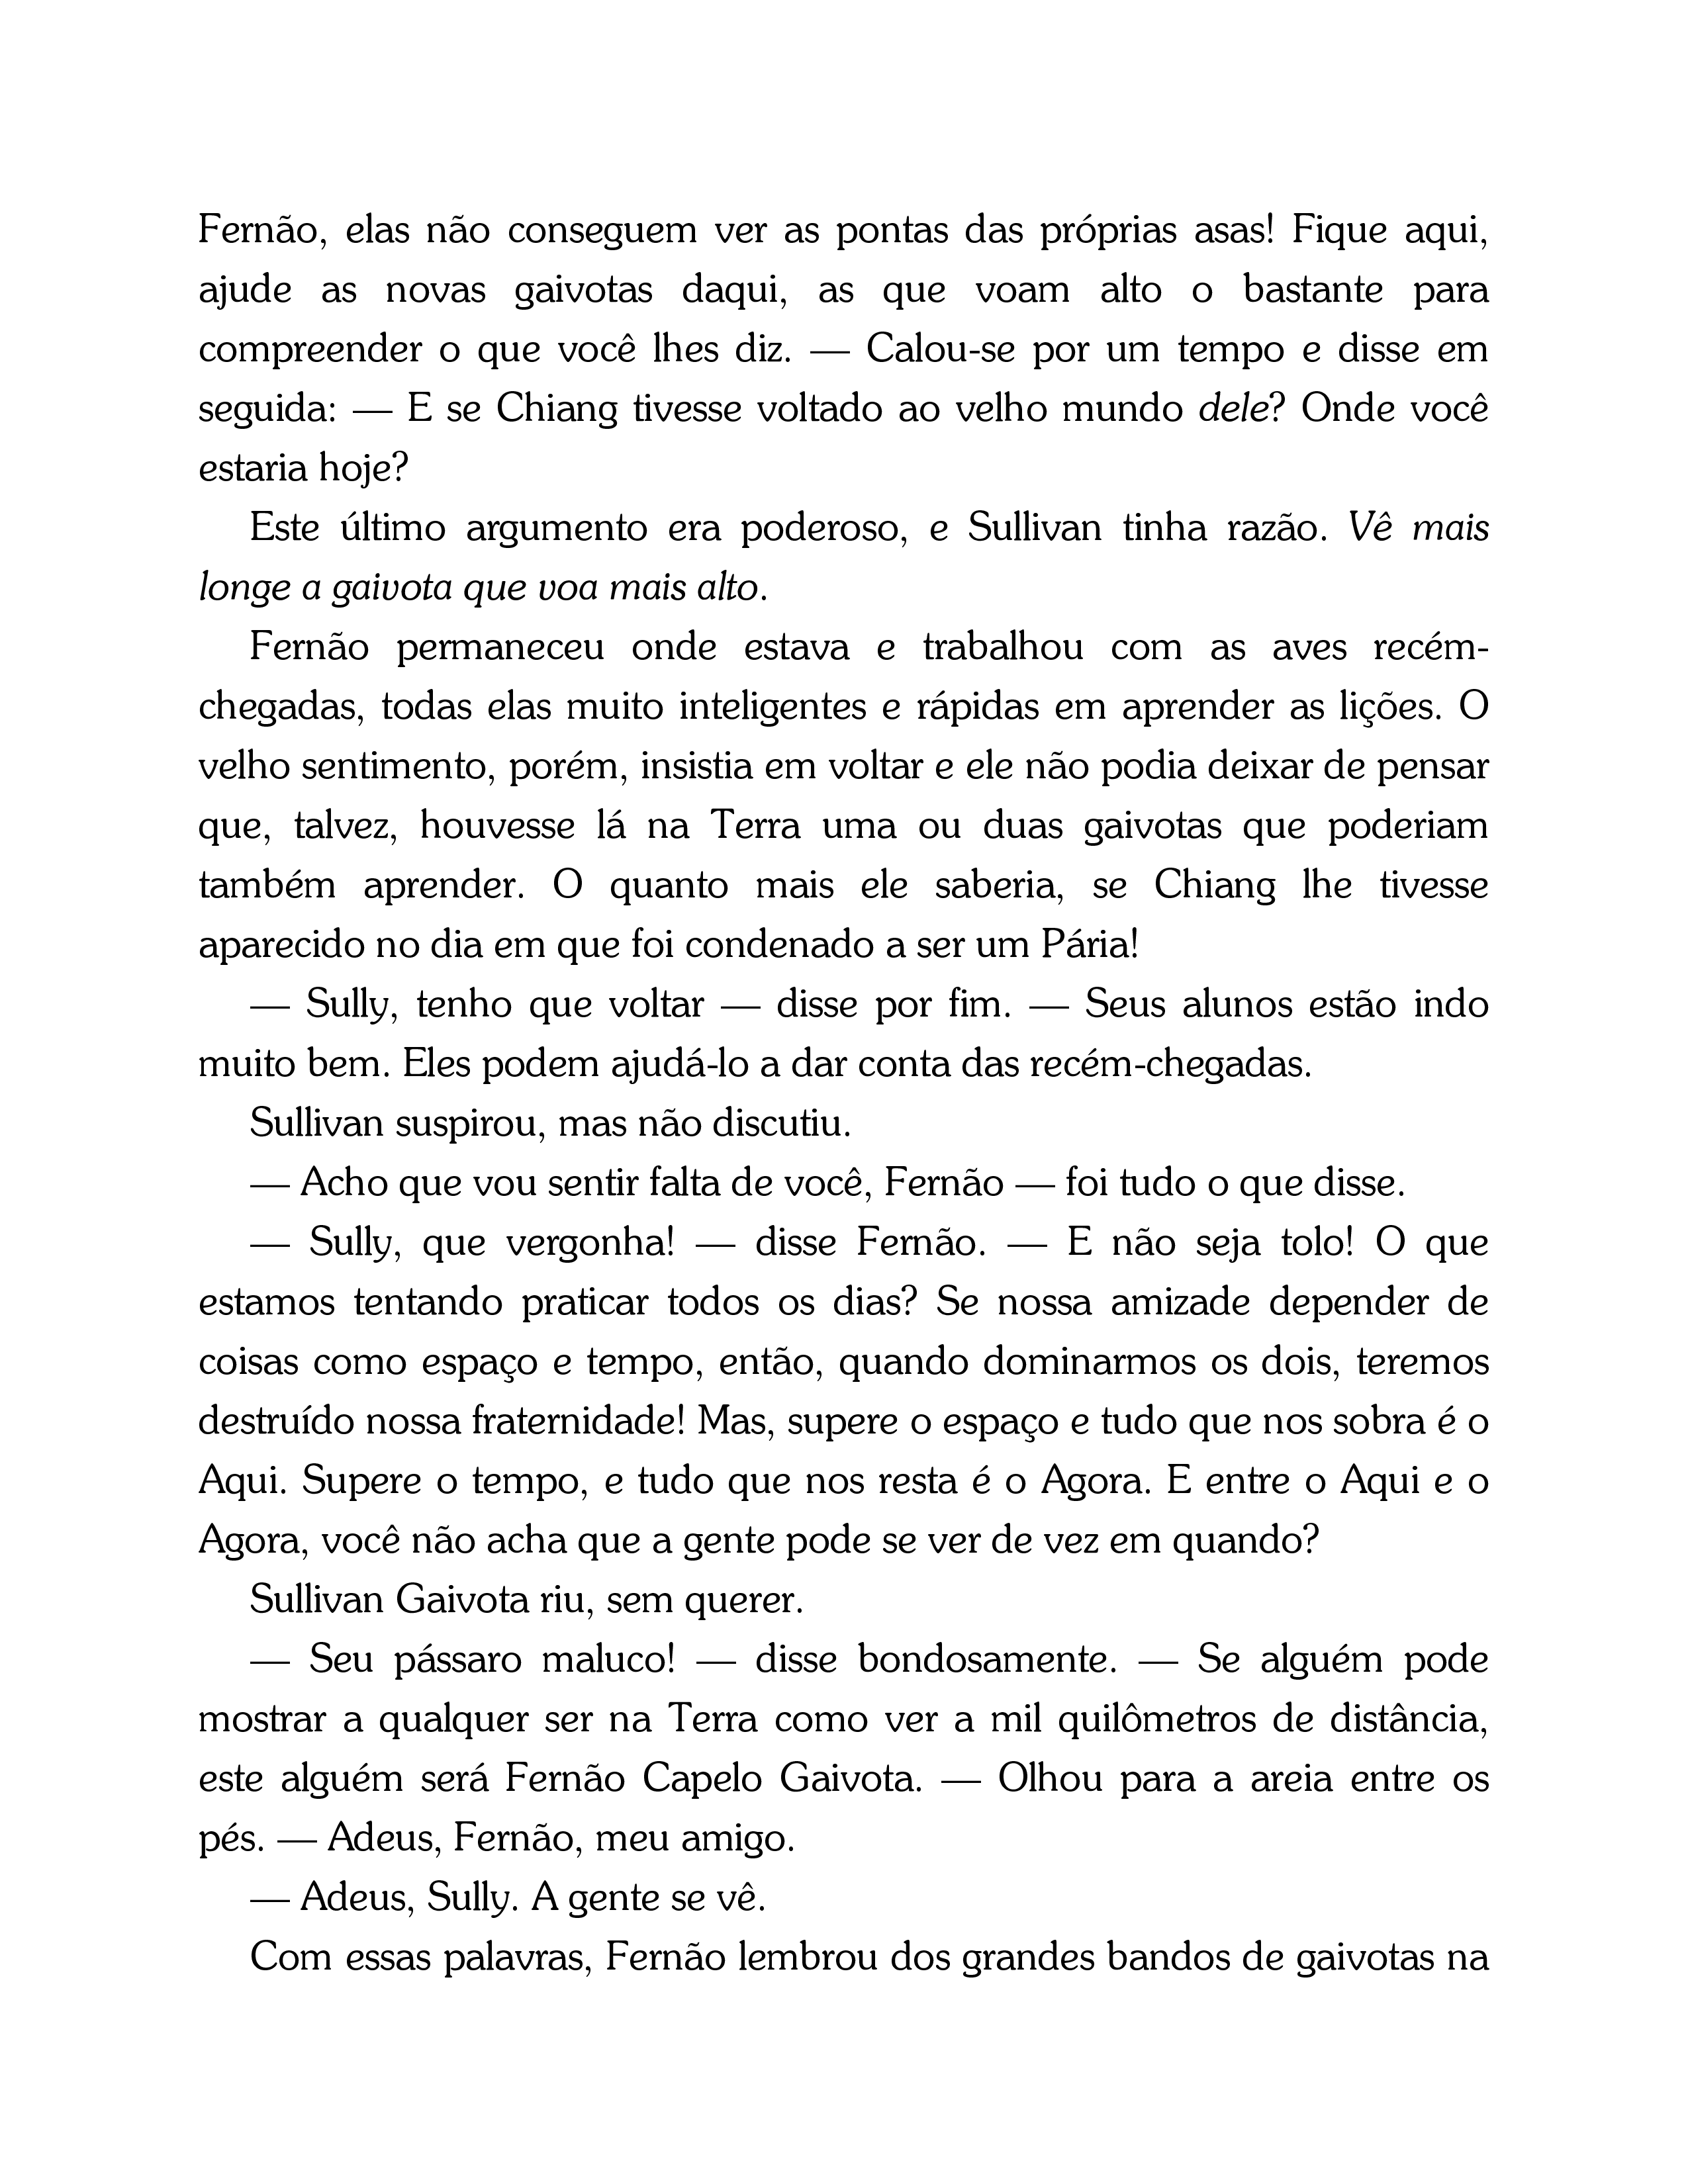 Fernão, elas não conseguem ver as pontas das próprias asas! Fique aqui,
ajude as novas gaivotas daqui, as que voam alto o bastante para
compreender o que você lhes diz. — Calou-se por um tempo e disse em
seguida: — E se Chiang tivesse voltado ao velho mundo dele? Onde você
estaria hoje?
Este último argumento era poderoso, e Sullivan tinha razão. Vê mais
longe a gaivota que voa mais alto.
Fernão permaneceu onde estava e trabalhou com as aves recém-
chegadas, todas elas muito inteligentes e rápidas em aprender as lições. O
velho sentimento, porém, insistia em voltar e ele não podia deixar de pensar
que, talvez, houvesse lá na Terra uma ou duas gaivotas que poderiam
também aprender. O quanto mais ele saberia, se Chiang lhe tivesse
aparecido no dia em que foi condenado a ser um Pária!
— Sully, tenho que voltar — disse por fim. — Seus alunos estão indo
muito bem. Eles podem ajudá-lo a dar conta das recém-chegadas.
Sullivan suspirou, mas não discutiu.
— Acho que vou sentir falta de você, Fernão — foi tudo o que disse.
— Sully, que vergonha! — disse Fernão. — E não seja tolo! O que
estamos tentando praticar todos os dias? Se nossa amizade depender de
coisas como espaço e tempo, então, quando dominarmos os dois, teremos
destruído nossa fraternidade! Mas, supere o espaço e tudo que nos sobra é o
Aqui. Supere o tempo, e tudo que nos resta é o Agora. E entre o Aqui e o
Agora, você não acha que a gente pode se ver de vez em quando?
Sullivan Gaivota riu, sem querer.
— Seu pássaro maluco! — disse bondosamente. — Se alguém pode
mostrar a qualquer ser na Terra como ver a mil quilômetros de distância,
este alguém será Fernão Capelo Gaivota. — Olhou para a areia entre os
pés. — Adeus, Fernão, meu amigo.
— Adeus, Sully. A gente se vê.
Com essas palavras, Fernão lembrou dos grandes bandos de gaivotas na